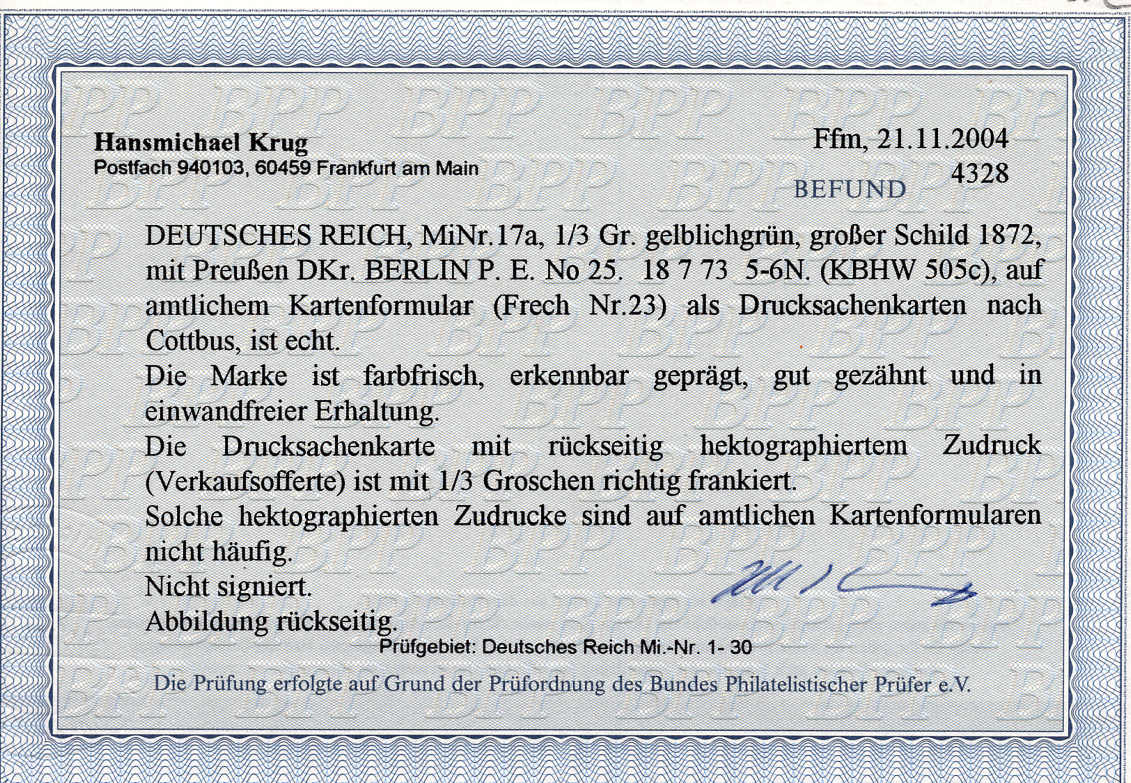 Hansmichael Krug
Postfach 940103, 60459 Frankfurt am Main
Ffm, 21.11.2004
4328
BEFUND
DEUTSCHES REICH, MiNr.17a, 1/3 Gr. gelblichgrün, großer Schild 1872,
mit Preußen DKr. BERLIN P. E. No 25. 18 7 73 5-6N. (KBHW 505c), auf
amtlichem Kartenformular (Frech Nr.23) als Drucksachenkarten nach
Cottbus, ist echt.
Die Marke ist farbfrisch, erkennbar geprägt, gut gezähnt und in
einwandfreier Erhaltung.
Die Drucksachenkarte mit rückseitig hektographiertem Zudruck
(Verkaufsofferte) ist mit 1/3 Groschen richtig frankiert.
Solche hektographierten Zudrucke sind auf amtlichen Kartenformularen
nicht häufig.
Nicht signiert.
Abbildung rückseitig.
Prüfgebiet: Deutsches Reich Mi.-Nr. 1- 30
Die Prüfung erfolgte auf Grund der Prüfordnung des Bundes Philatelistischer Prüfer e.V.